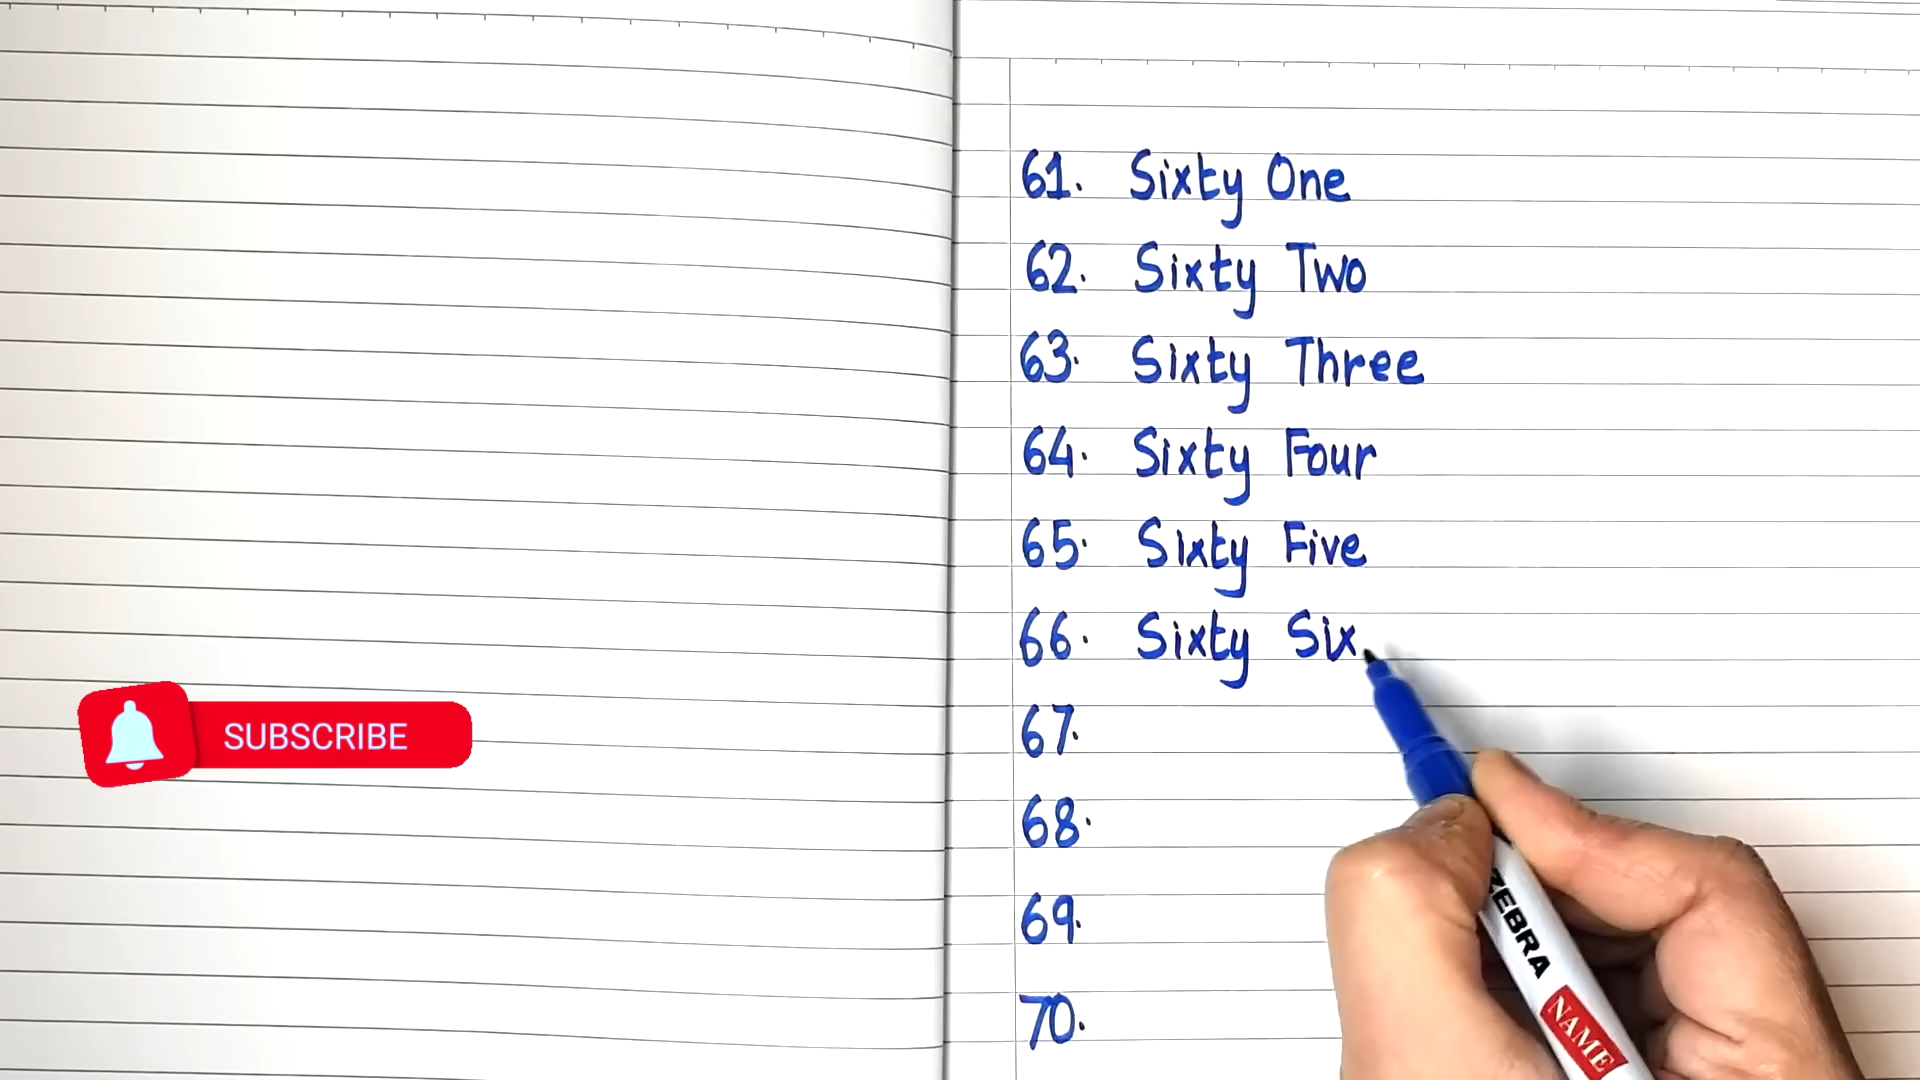 61. Sixty One
62. Sixty Two
63. Sixty Three
64. Sixty Four
65. Sixty Five
66. Sixty Six
67.
SUBSCRIBE
68.
69.
70.
ZEBRA
NAME